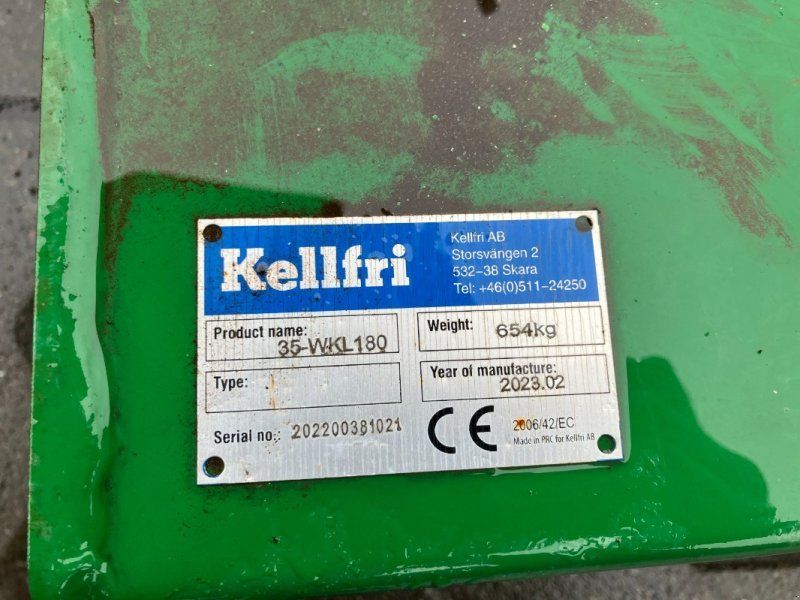 Kellfri
Kellfri AB
Storsvängen 2
532-38 Skara
Tel: +46(0)511-24250
Product name: 35-WKL180
Weight: 654kg
Type:
Year of manufacture: 2023.02
Serial no.: 202200381021
CE 2006/42/EC
Made in PRC for Kellfri AB